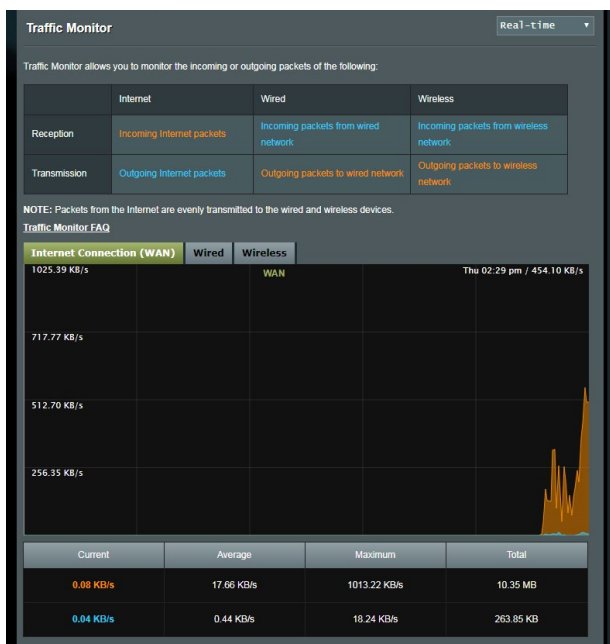 Traffic Monitor
Real-time
Traffic Monitor allows you to monitor the incoming or outgoing packets of the following:
Internet Wired Wireless
Reception Incoming Internet packets Incoming packets from wired network Incoming packets from wireless network
Transmission Outgoing Internet packets Outgoing packets to wired network Outgoing packets to wireless network
NOTE: Packets from the Internet are evenly transmitted to the wired and wireless devices.
Traffic Monitor FAQ
Internet Connection (WAN) Wired Wireless
1025.39 KB/s WAN Thu 02:29 pm / 454.10 KB/s
717.77 KB/s
512.70 KB/s
256.35 KB/s
Current Average Maximum Total
0.08 KB/s 17.66 KB/s 1013.22 KB/s 10.35 MB
0.04 KB/s 0.44 KB/s 18.24 KB/s 263.85 KB